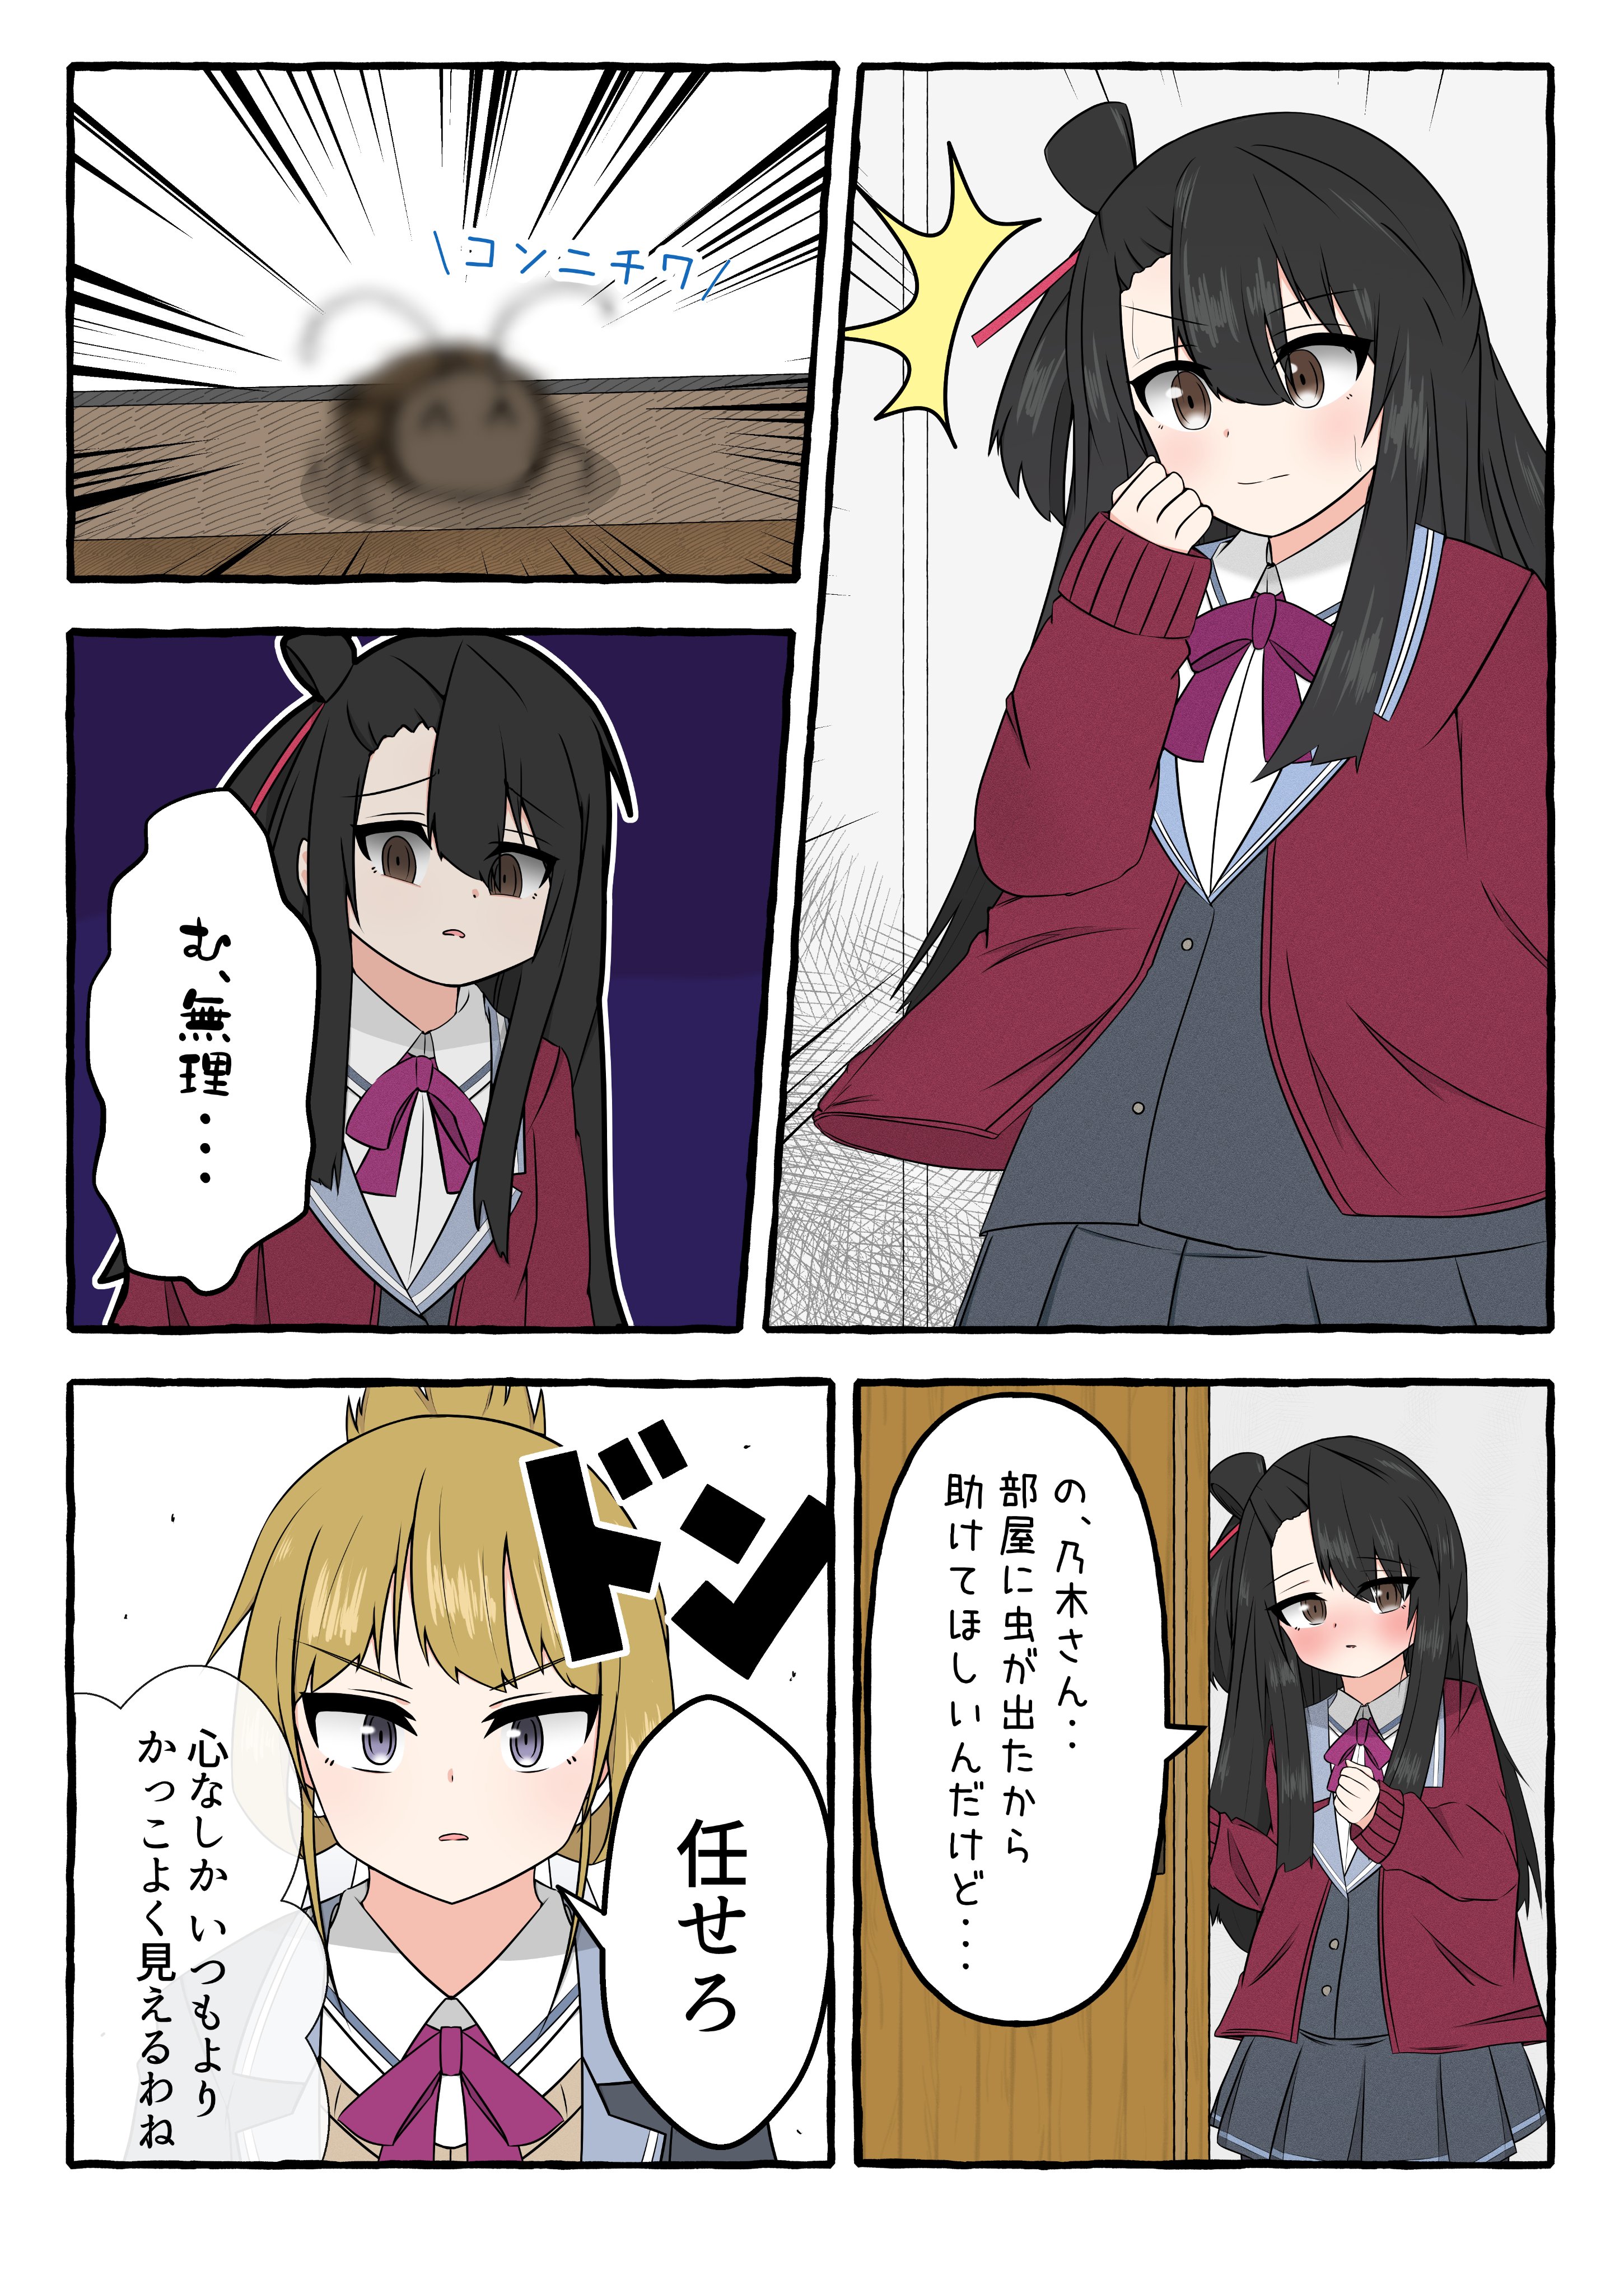 \コンニチワ/
む、無理・・・
の、乃木さん・・
部屋に虫が出たから
助けてほしいんだけど・・・
ドン
任せろ
心なしか いつもより
かっこよく見えるわね